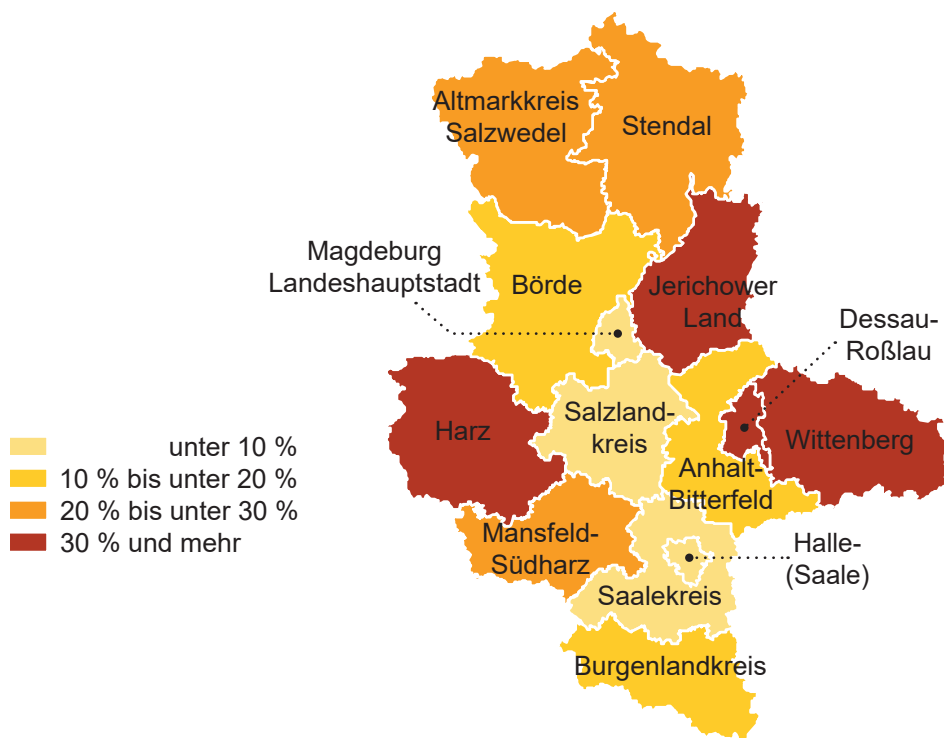 Altmarkkreis
Salzwedel
Stendal
Magdeburg
Landeshauptstadt
Börde
Jerichower
Land
Dessau-
Roßlau
Harz
Salzland-
kreis
Wittenberg
Anhalt-
Bitterfeld
unter 10 %
10 % bis unter 20 %
20 % bis unter 30 %
30 % und mehr
Mansfeld-
Südharz
Halle-
(Saale)
Saalekreis
Burgenlandkreis